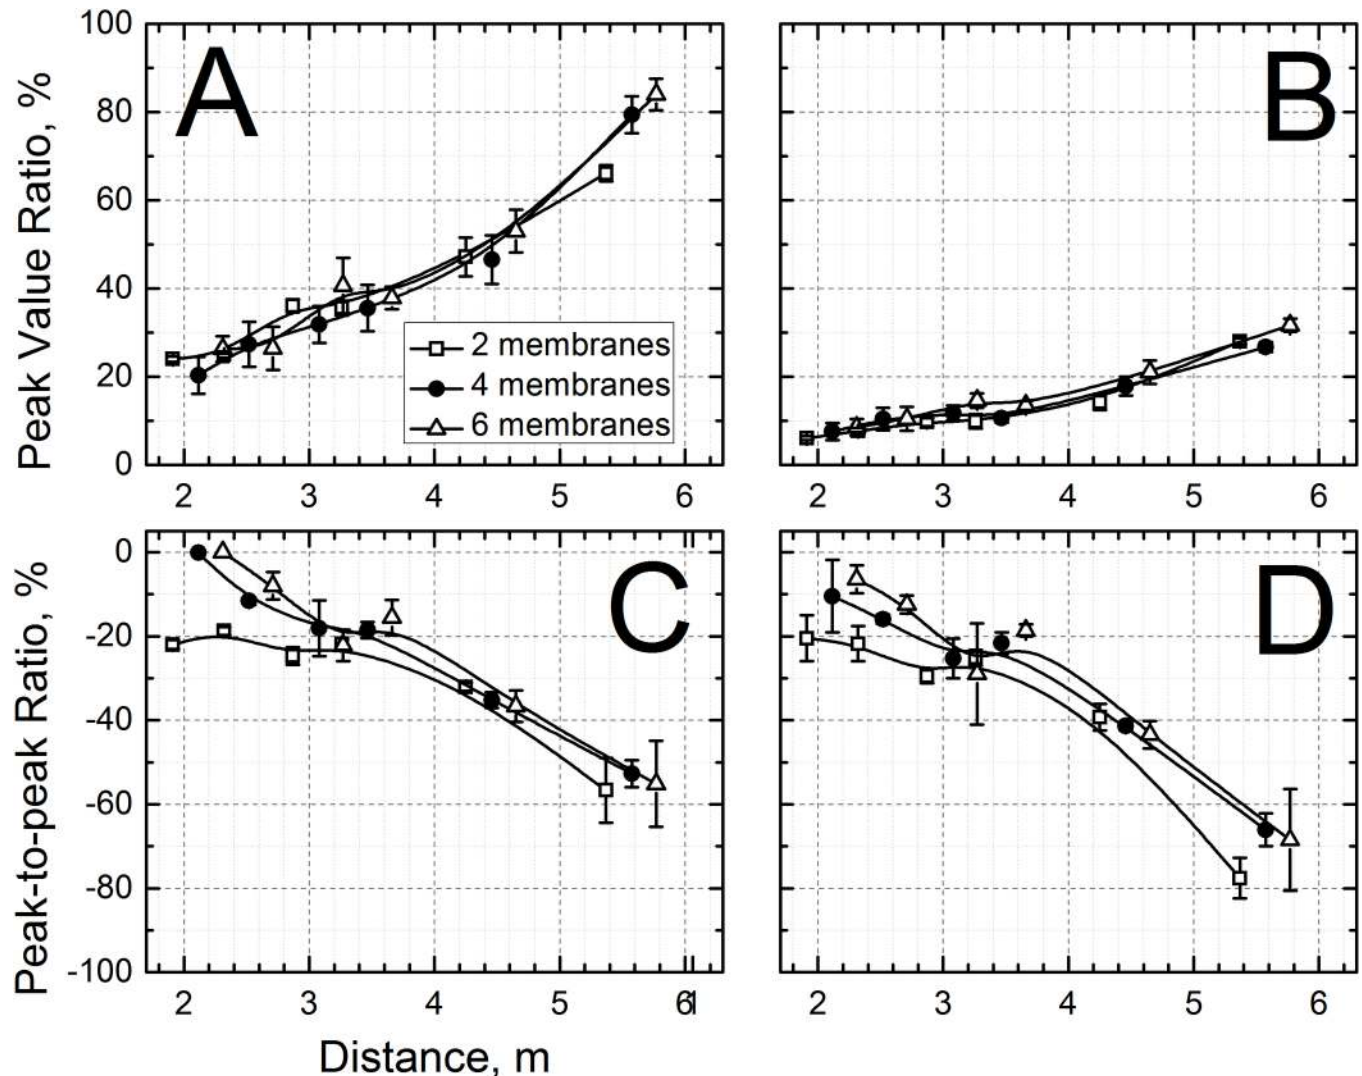 Peak Value Ratio, %
100
80
60
40
20
0
A
2 membranes
4 membranes
6 membranes
2 3 4 5 6
B
2 3 4 5 6
Peak-to-peak Ratio, %
0
-20
-40
-60
-80
-100
C
2 3 4 5 6
Distance, m
D
2 3 4 5 6